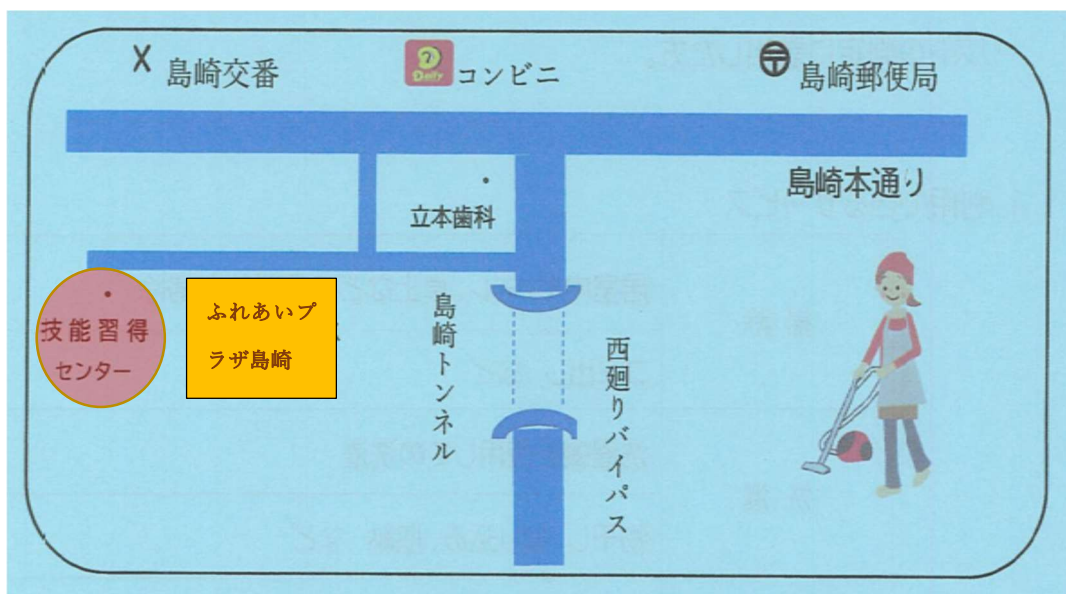 島崎交番
Daily
コンビニ
島崎郵便局
島崎本通り
立本歯科
技能習得
センター
ふれあいプ
ラザ島崎
島崎トンネル
西廻りバイパス